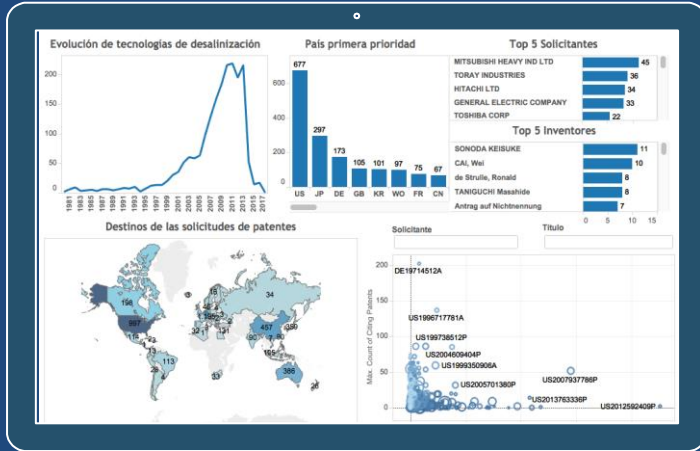 Evolución de tecnologías de desalinización
200
150
100
50
0
1981
1983
1985
1987
1989
1991
1993
1995
1997
1999
2001
2003
2005
2007
2009
2011
2013
2015
2017
País primera prioridad
600
400
200
0
677
297
173
105
101
97
75
67
US JP DE GB KR WO FR CN
Top 5 Solicitantes
MITSUBISHI HEAVY IND LTD 45
TORAY INDUSTRIES 36
HITACHI LTD 34
GENERAL ELECTRIC COMPANY 33
TOSHIBA CORP 22
Top 5 Inventores
SONODA KEISUKE 11
CAI, Wei 10
de Strulle, Ronald 8
TANIGUCHI Masahide 8
Antrag auf Nichtnennung 7
0 5 10 15
Destinos de las solicitudes de patentes
34
457
113
33
386
Solicitante
Título
Máx. Count of Citing Patents
200
150
100
50
0
DE19714512A
US1996717781A
US199738512P
US2004609404P
US1999350906A
US2005701380P
US2007937786P
US2013763336P
US2012592409P